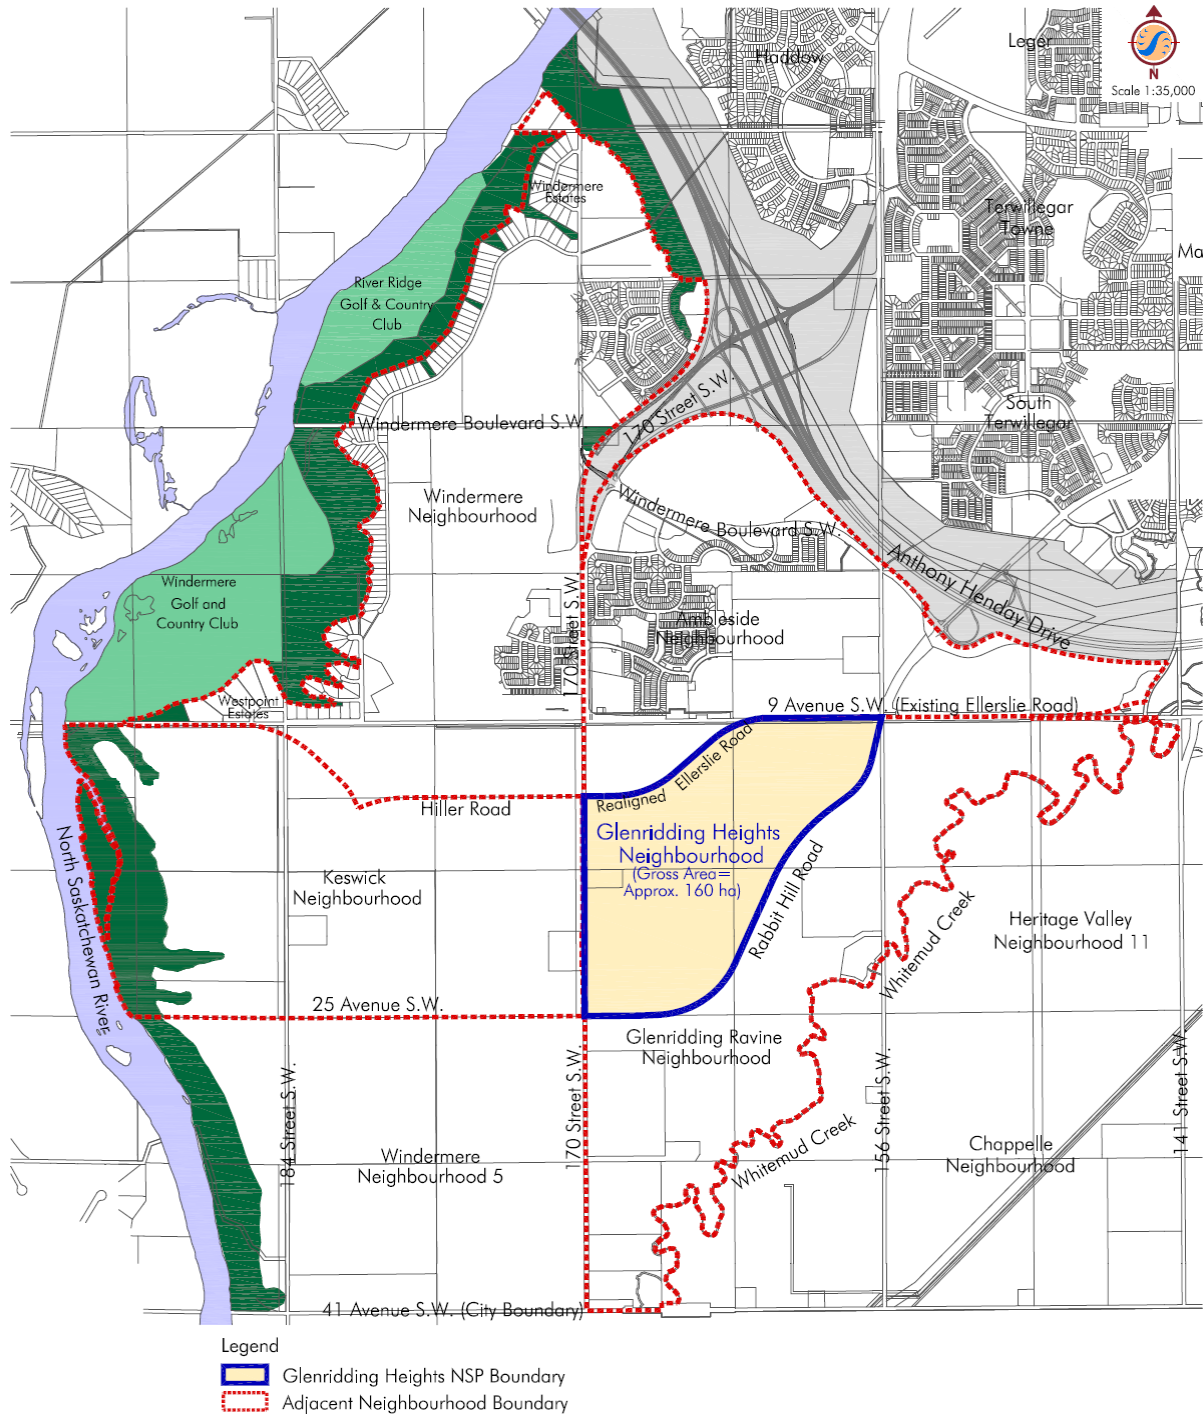 Leger
Haddow
N
Scale 1:35,000
Windermere
Estates
Terwillegar
Towne
Ma
River Ridge
Golf & Country
Club
170 Street S.W.
South
Terwillegar
Windermere Boulevard S.W.
Windermere
Neighbourhood
Windermere Boulevard S.W.
Anthony Henday Drive
Windermere
Golf and
Country Club
170 Street S.W.
Ambleside
Neighbourhood
Westpoint
Estates
9 Avenue S.W. (Existing Ellerslie Road)
Realigned Ellerslie Road
Hiller Road
Glenridding Heights
Neighbourhood
(Gross Area=
Approx. 160 ha)
Rabbit Hill Road
North Saskatchewan River
Keswick
Neighbourhood
Whitemud Creek
Heritage Valley
Neighbourhood 11
25 Avenue S.W.
Glenridding Ravine
Neighbourhood
184 Street S.W.
170 Street S.W.
156 Street S.W.
141 Street S.W.
Windermere
Neighbourhood 5
Whitemud Creek
Chappelle
Neighbourhood
41 Avenue S.W. (City Boundary)
Legend
Glenridding Heights NSP Boundary
Adjacent Neighbourhood Boundary